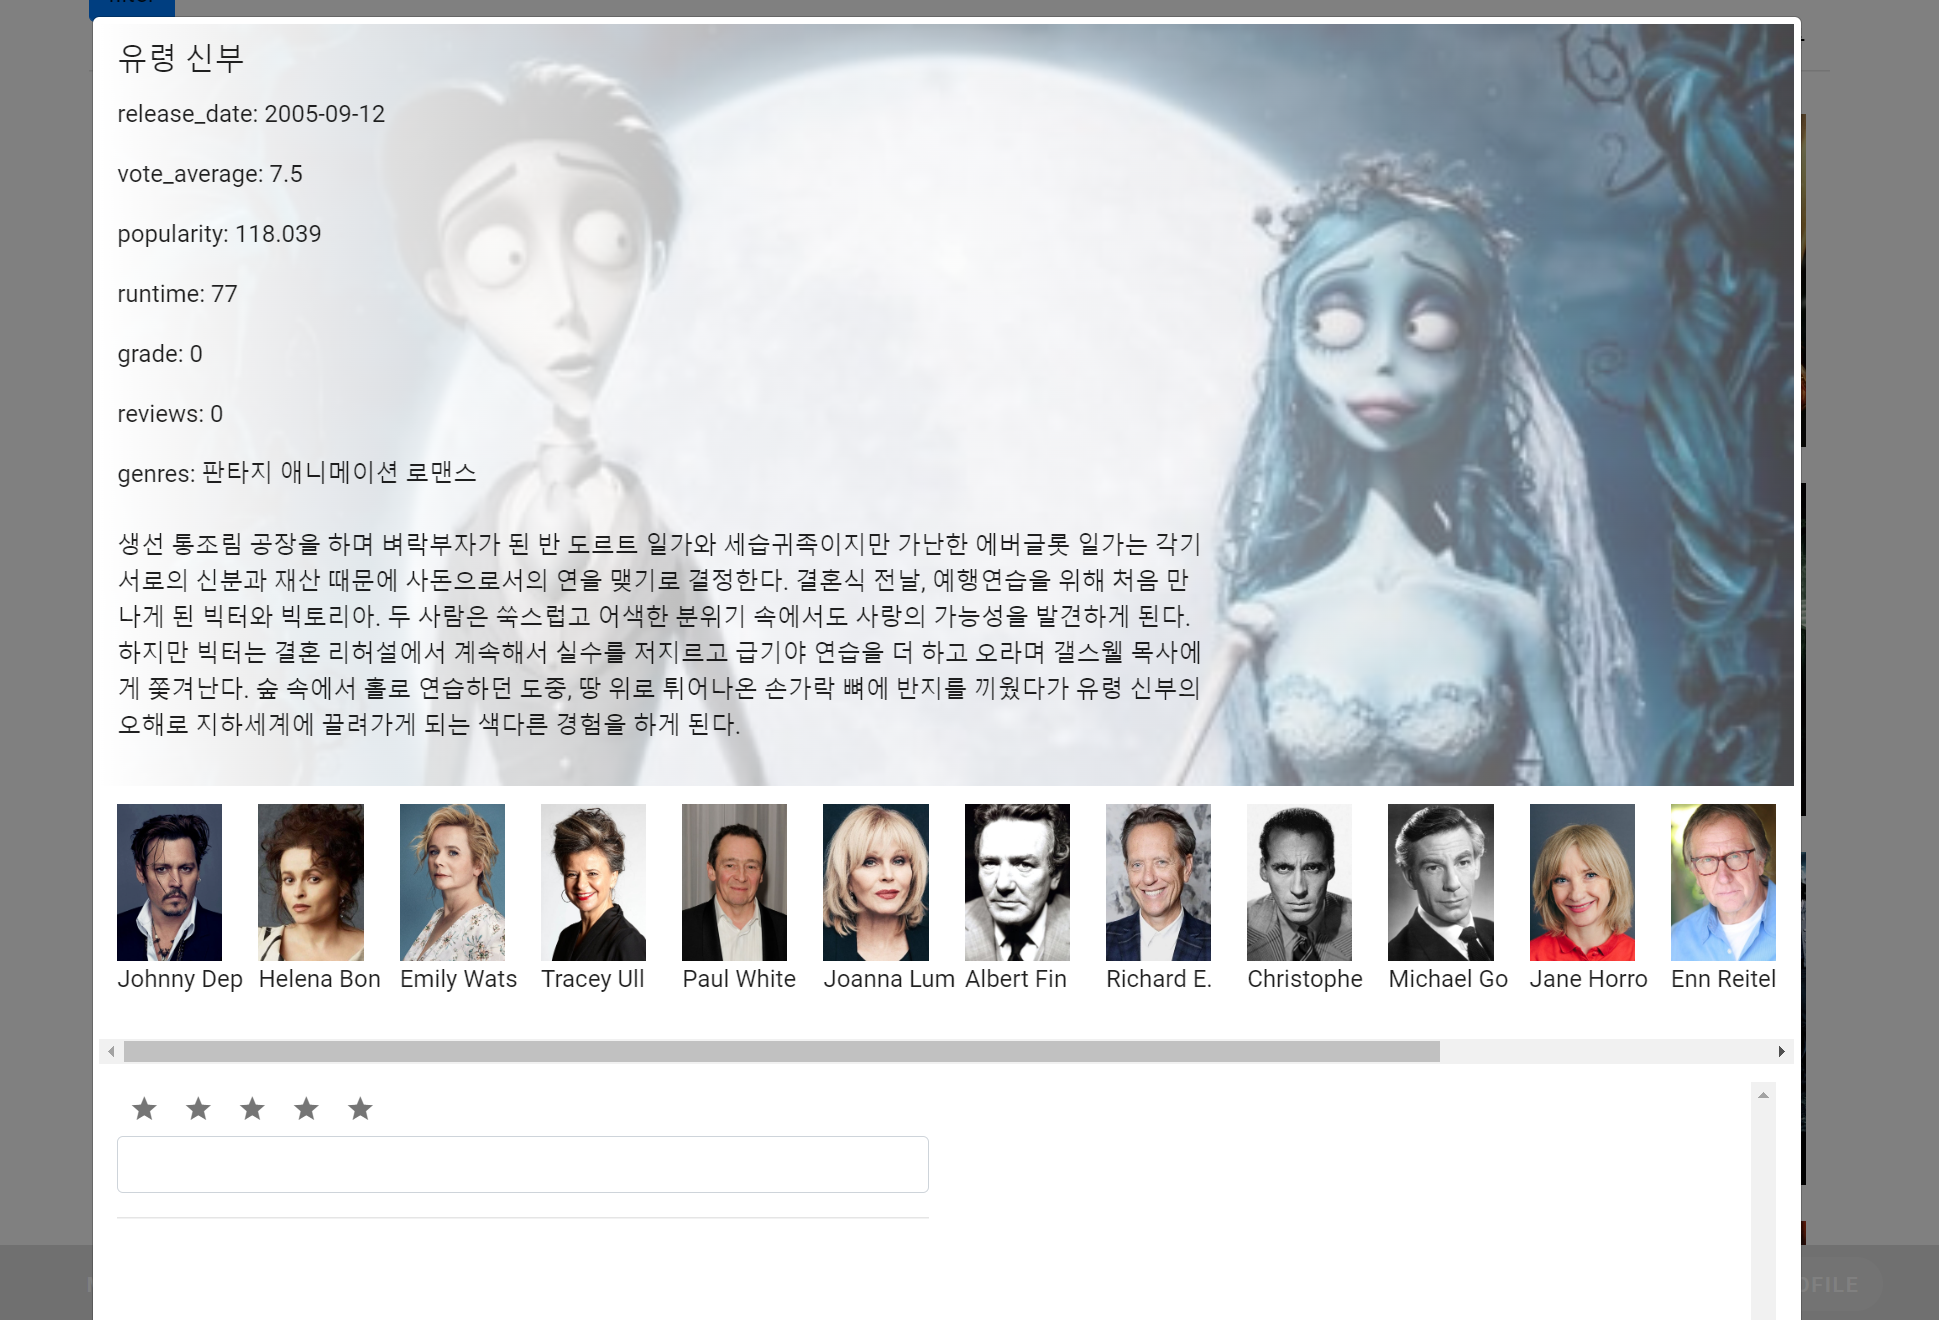 유령 신부
release_date: 2005-09-12
vote_average: 7.5
popularity: 118.039
runtime: 77
grade: 0
reviews: 0
genres: 판타지 애니메이션 로맨스
생선 통조림 공장을 하며 벼락부자가 된 반 도르트 일가와 세습귀족이지만 가난한 에버글롯 일가는 각기
서로의 신분과 재산 때문에 사돈으로서의 연을 맺기로 결정한다. 결혼식 전날, 예행연습을 위해 처음 만
나게 된 빅터와 빅토리아. 두 사람은 쑥스럽고 어색한 분위기 속에서도 사랑의 가능성을 발견하게 된다.
하지만 빅터는 결혼 리허설에서 계속해서 실수를 저지르고 급기야 연습을 더 하고 오라며 갤스웰 목사에
게 쫓겨난다. 숲 속에서 홀로 연습하던 도중, 땅 위로 튀어나온 손가락 뼈에 반지를 끼웠다가 유령 신부의
오해로 지하세계에 끌려가게 되는 색다른 경험을 하게 된다.
Johnny Dep Helena Bon Emily Wats Tracey Ull Paul White Joanna Lum Albert Fin Richard E. Christophe Michael Go Jane Horro Enn Reitel
OFILE